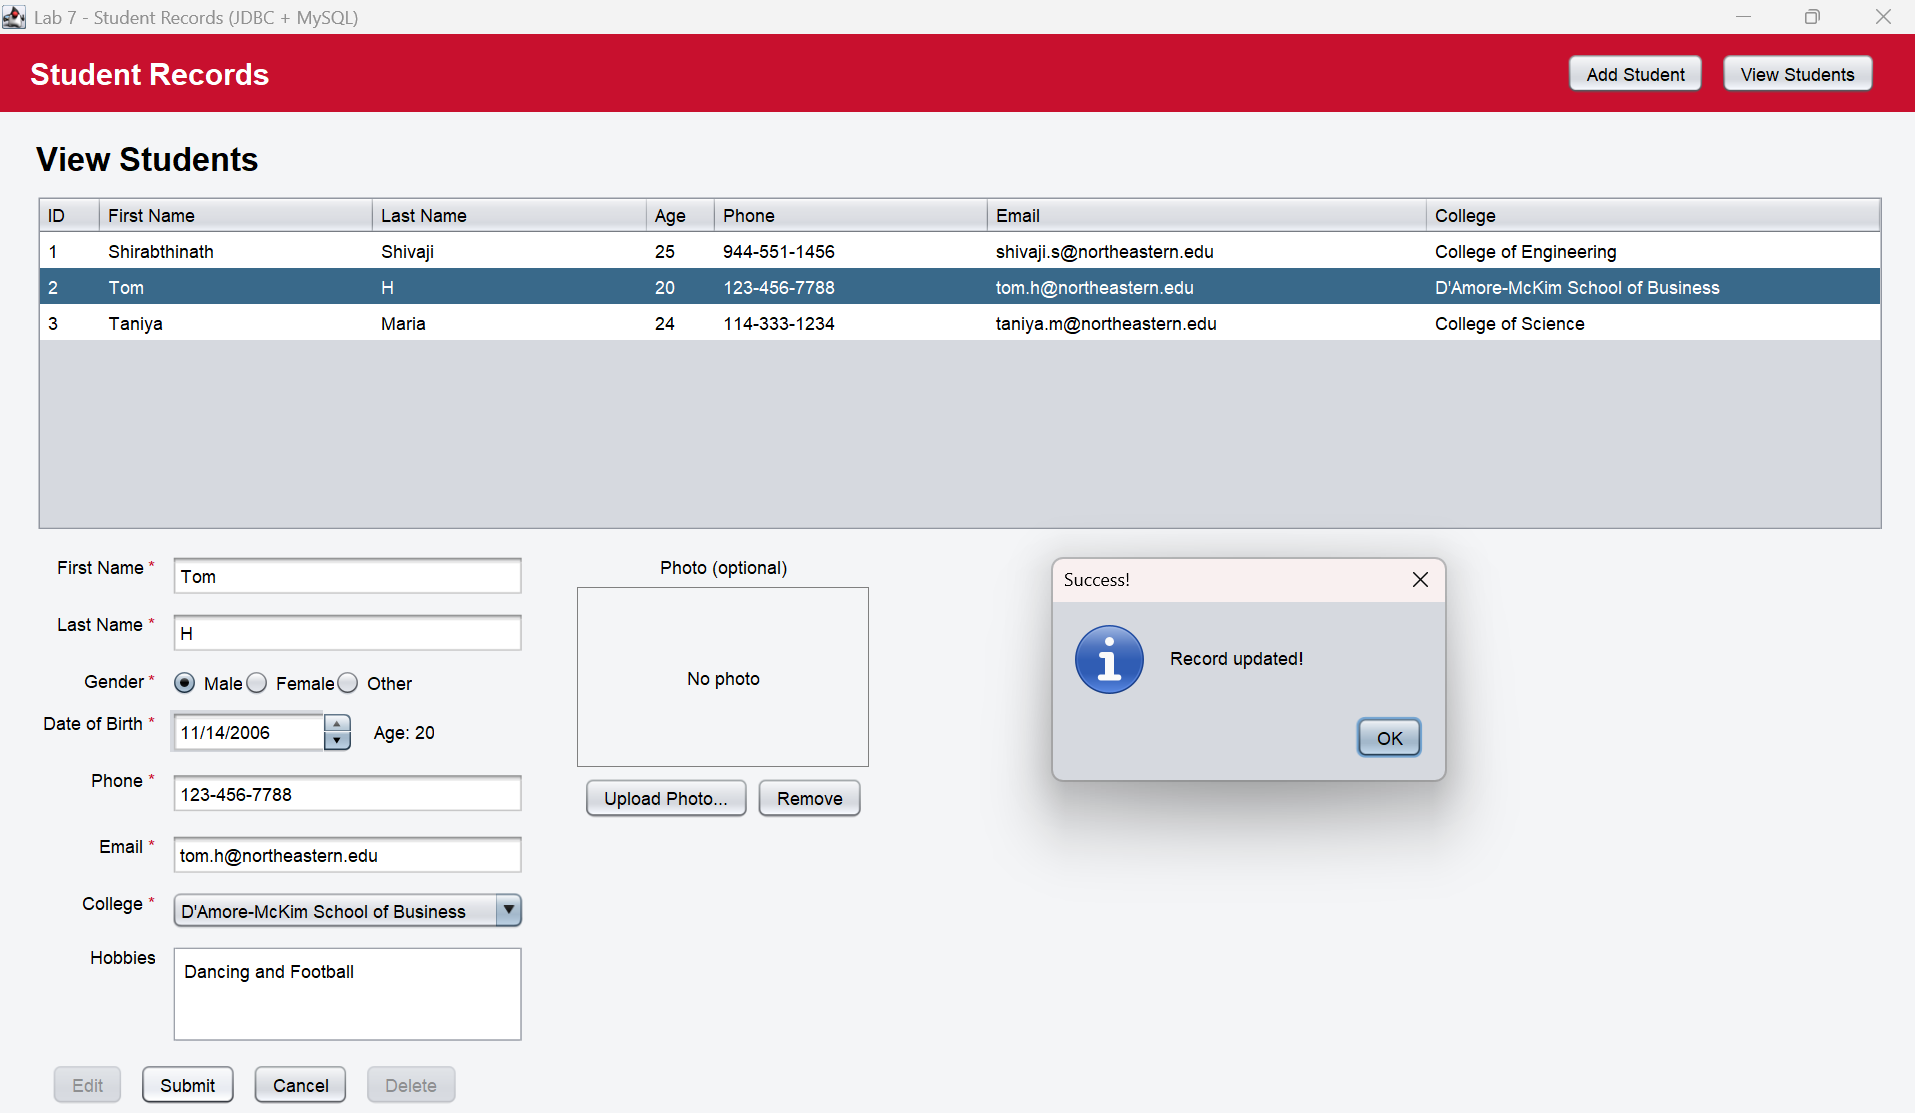 Lab 7 - Student Records (JDBC + MySQL)
Student Records
Add Student
View Students
View Students
ID First Name Last Name Age Phone Email College
1 Shirabthinath Shivaji 25 944-551-1456 shivaji.s@northeastern.edu College of Engineering
2 Tom H 20 123-456-7788 tom.h@northeastern.edu D'Amore-McKim School of Business
3 Taniya Maria 24 114-333-1234 taniya.m@northeastern.edu College of Science
First Name * Tom
Last Name * H
Gender * Male Female Other
Date of Birth * 11/14/2006 Age: 20
Phone * 123-456-7788
Email * tom.h@northeastern.edu
College * D'Amore-McKim School of Business
Hobbies Dancing and Football
Edit Submit Cancel Delete
Photo (optional)
No photo
Upload Photo... Remove
Success!
Record updated!
OK